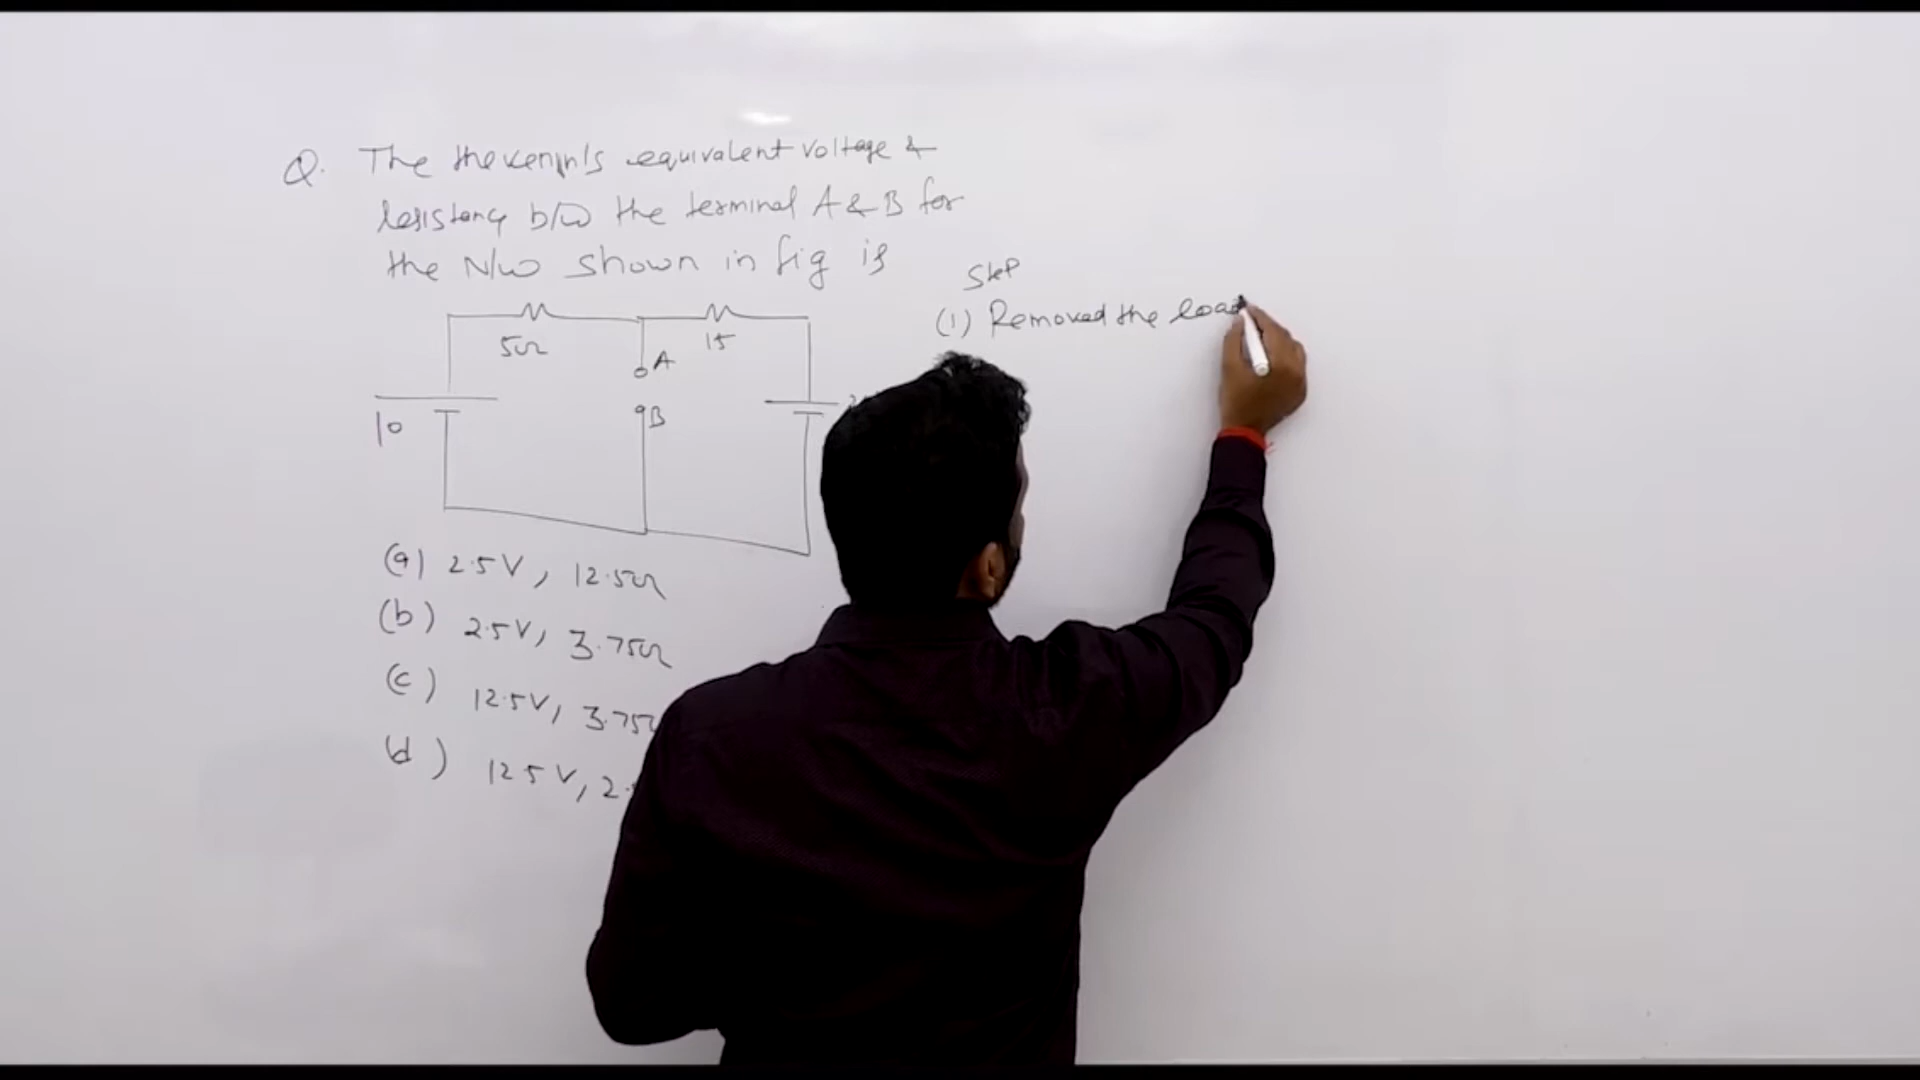 Q. The thevenin's equivalent voltage &
resistance b/w the terminal A & B for
the N/W shown in fig is
Step
(1) Removed the load
5Ω
15
A
B
10
(a) 2.5V, 12.5Ω
(b) 2.5V, 3.75Ω
(c) 12.5V, 3.75Ω
(d) 12.5V, 2.